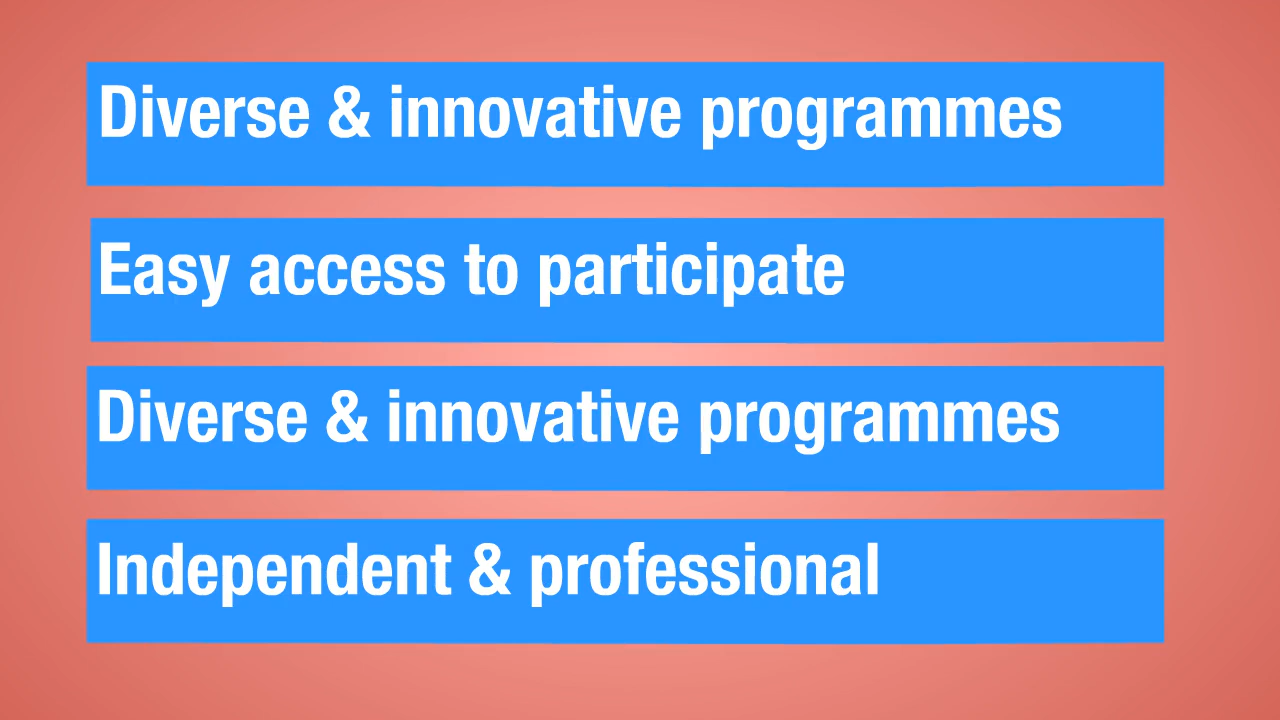 Diverse & innovative programmes
Easy access to participate
Diverse & innovative programmes
Independent & professional